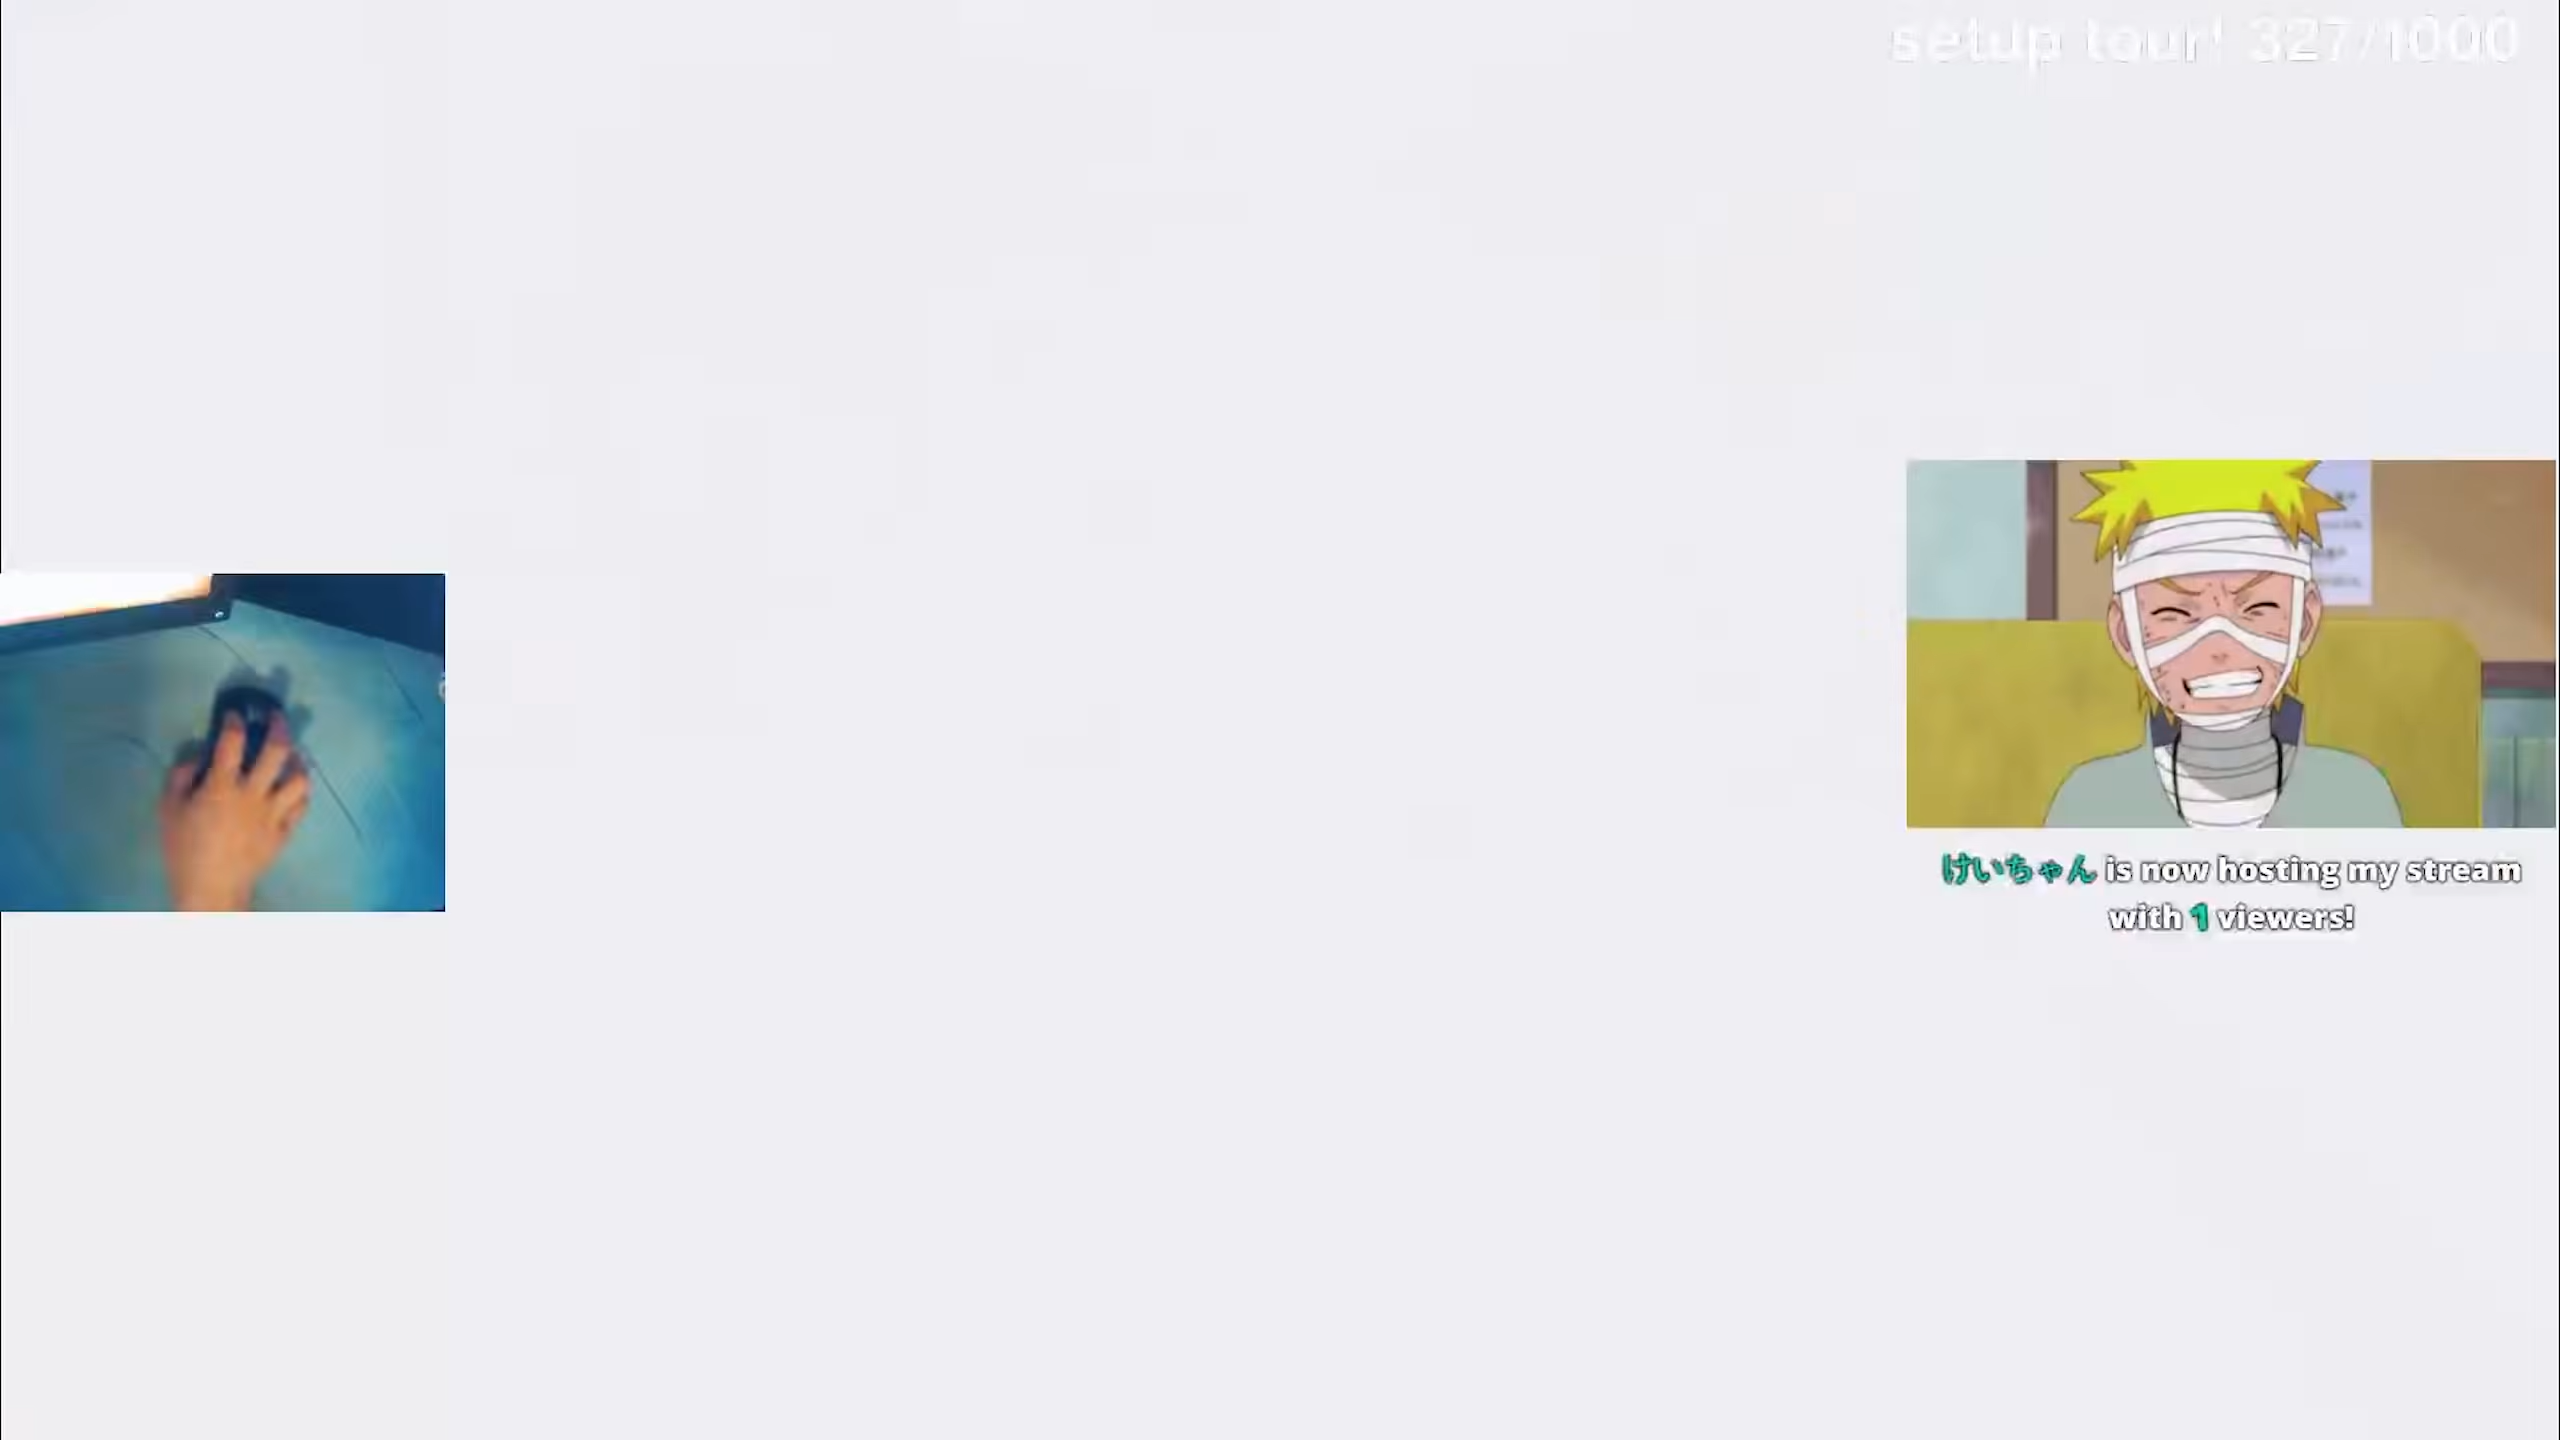 setup tour! 327/1000
けいちゃん is now hosting my stream
with 1 viewers!